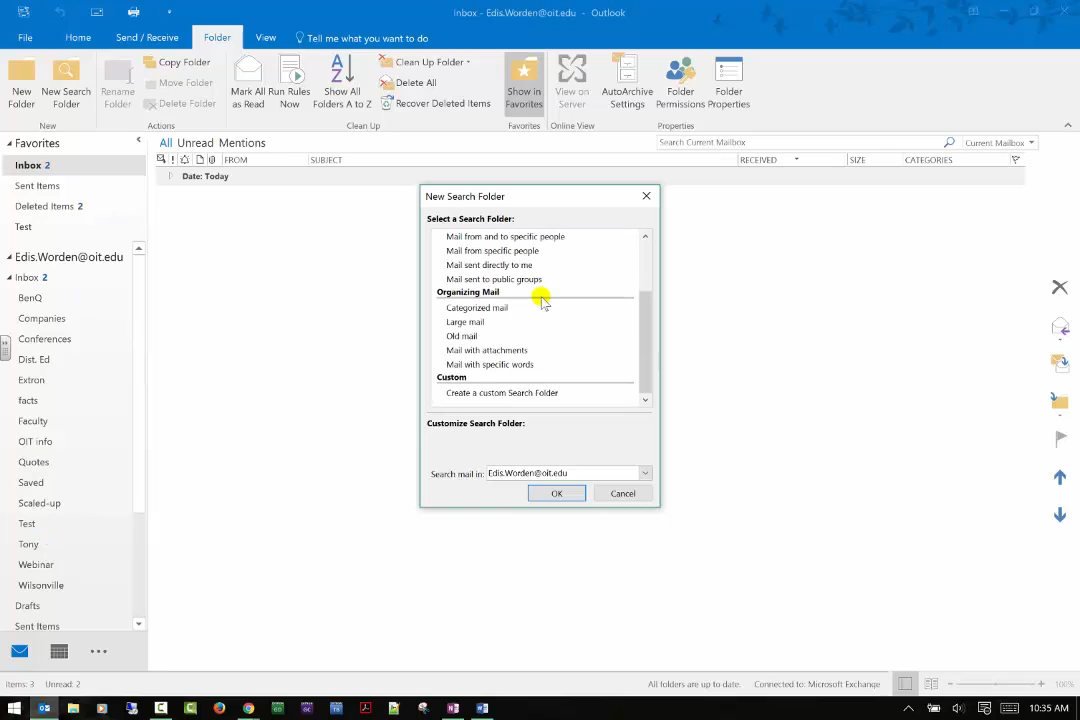 Inbox - Edis.Worden@oit.edu - Outlook
File Home Send / Receive Folder View Tell me what you want to do
New Folder
New Search Folder
New
Rename Folder
Copy Folder
Move Folder
Delete Folder
Actions
Mark All as Read
Run Rules Now
Show All Folders A to Z
Clean Up Folder
Delete All
Recover Deleted Items
Clean Up
Show in Favorites
Favorites
View on Server
Online View
AutoArchive Settings
Folder Permissions
Folder Properties
Properties
Favorites
Inbox 2
Sent Items
Deleted Items 2
Test
Edis.Worden@oit.edu
Inbox 2
BenQ
Companies
Conferences
Dist. Ed
Extron
facts
Faculty
OIT info
Quotes
Saved
Scaled-up
Test
Tony
Webinar
Wilsonville
Drafts
Sent Items
All Unread Mentions
Search Current Mailbox
Current Mailbox
FROM SUBJECT RECEIVED SIZE CATEGORIES
Date: Today
New Search Folder
Select a Search Folder:
Mail from and to specific people
Mail from specific people
Mail sent directly to me
Mail sent to public groups
Organizing Mail
Categorized mail
Large mail
Old mail
Mail with attachments
Mail with specific words
Custom
Create a custom Search Folder
Customize Search Folder:
Search mail in: Edis.Worden@oit.edu
OK Cancel
Items: 3 Unread: 2
All folders are up to date. Connected to: Microsoft Exchange
100%
10:35 AM